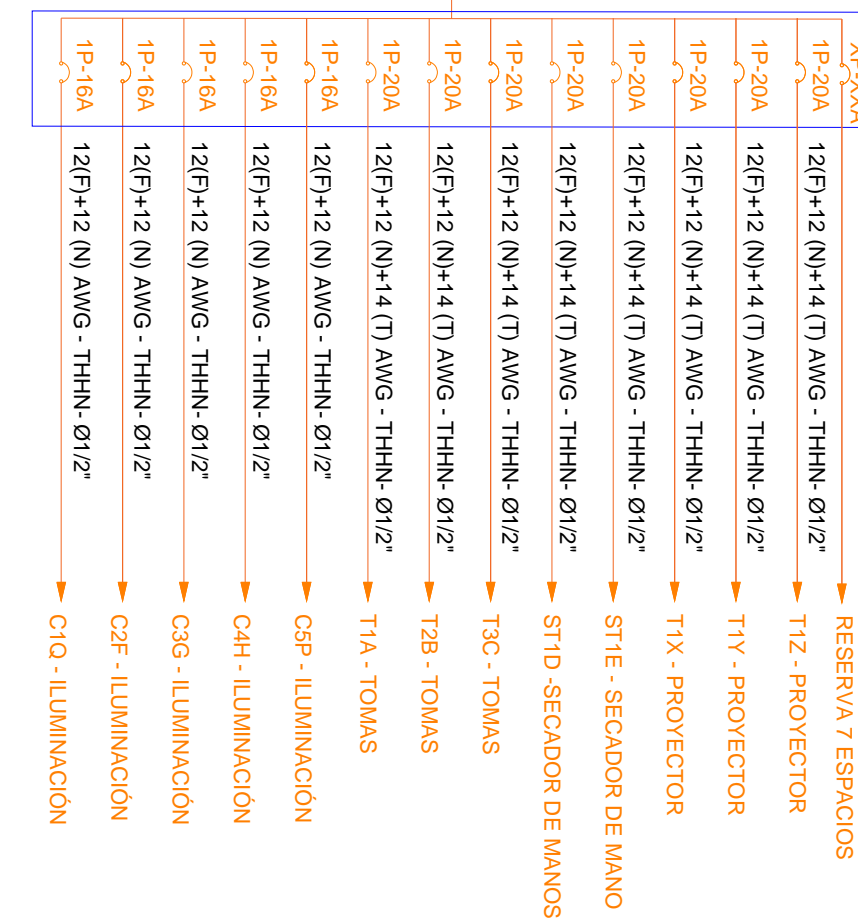 XP-XXA RESERVA 7 ESPACIOS
1P-20A 12(F)+12 (N)+14 (T) AWG - THHN- Ø1/2" T1Z - PROYECTOR
1P-20A 12(F)+12 (N)+14 (T) AWG - THHN- Ø1/2" T1Y - PROYECTOR
1P-20A 12(F)+12 (N)+14 (T) AWG - THHN- Ø1/2" T1X - PROYECTOR
1P-20A 12(F)+12 (N)+14 (T) AWG - THHN- Ø1/2" ST1E - SECADOR DE MANO
1P-20A 12(F)+12 (N)+14 (T) AWG - THHN- Ø1/2" ST1D -SECADOR DE MANOS
1P-20A 12(F)+12 (N)+14 (T) AWG - THHN- Ø1/2" T3C - TOMAS
1P-20A 12(F)+12 (N)+14 (T) AWG - THHN- Ø1/2" T2B - TOMAS
1P-20A 12(F)+12 (N)+14 (T) AWG - THHN- Ø1/2" T1A - TOMAS
1P-16A 12(F)+12 (N) AWG - THHN- Ø1/2" C5P - ILUMINACIÓN
1P-16A 12(F)+12 (N) AWG - THHN- Ø1/2" C4H - ILUMINACIÓN
1P-16A 12(F)+12 (N) AWG - THHN- Ø1/2" C3G - ILUMINACIÓN
1P-16A 12(F)+12 (N) AWG - THHN- Ø1/2" C2F - ILUMINACIÓN
1P-16A 12(F)+12 (N) AWG - THHN- Ø1/2" C1Q - ILUMINACIÓN